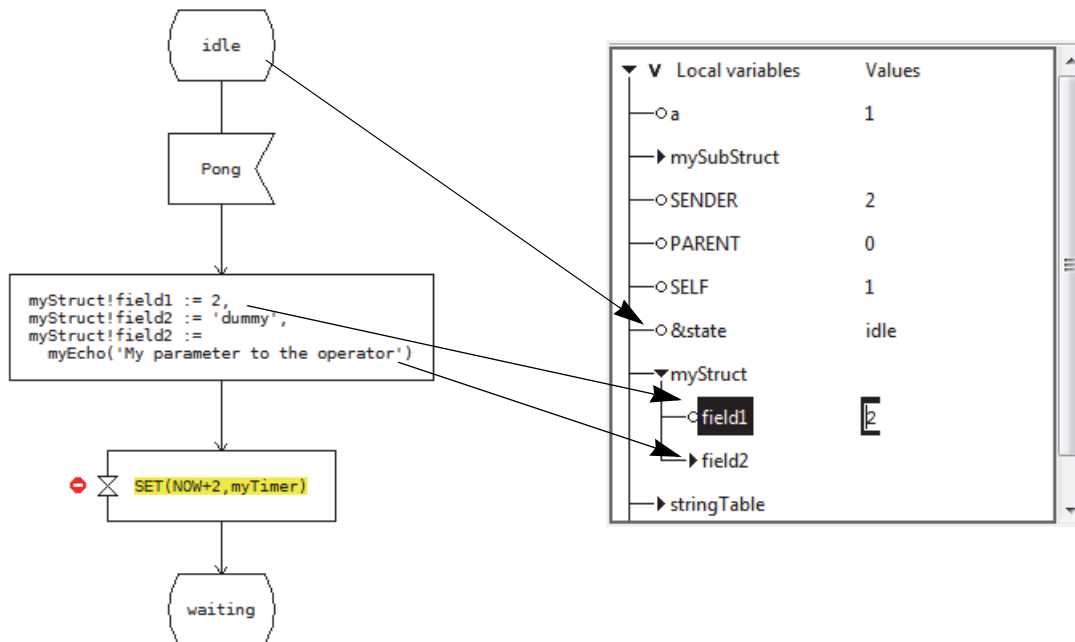 idle
Pong
myStruct!field1 := 2,
myStruct!field2 := 'dummy',
myStruct!field2 :=
myEcho('My parameter to the operator')
SET(NOW+2,myTimer)
waiting
V Local variables Values
a 1
mySubStruct
SENDER 2
PARENT 0
SELF 1
&state idle
myStruct
field1 2
field2
stringTable